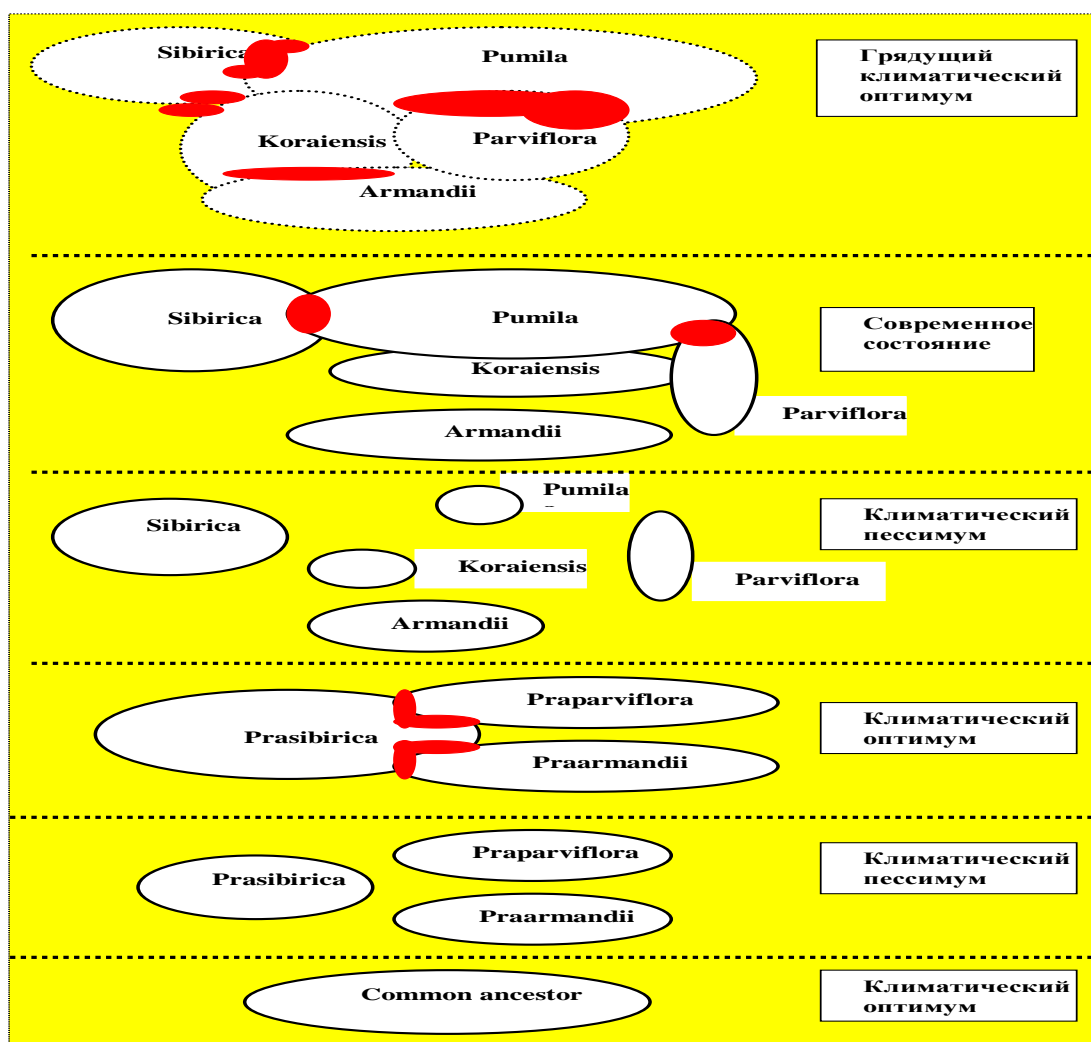 Sibirica
Pumila
Koraiensis
Parviflora
Armandii
Грядущий
климатический
оптимум
Sibirica
Pumila
Koraiensis
Armandii
Parviflora
Современное
состояние
Pumila
Sibirica
Koraiensis
Parviflora
Armandii
Климатический
пессимум
Praparviflora
Prasibirica
Praarmandii
Климатический
оптимум
Praparviflora
Prasibirica
Praarmandii
Климатический
пессимум
Common ancestor
Климатический
оптимум